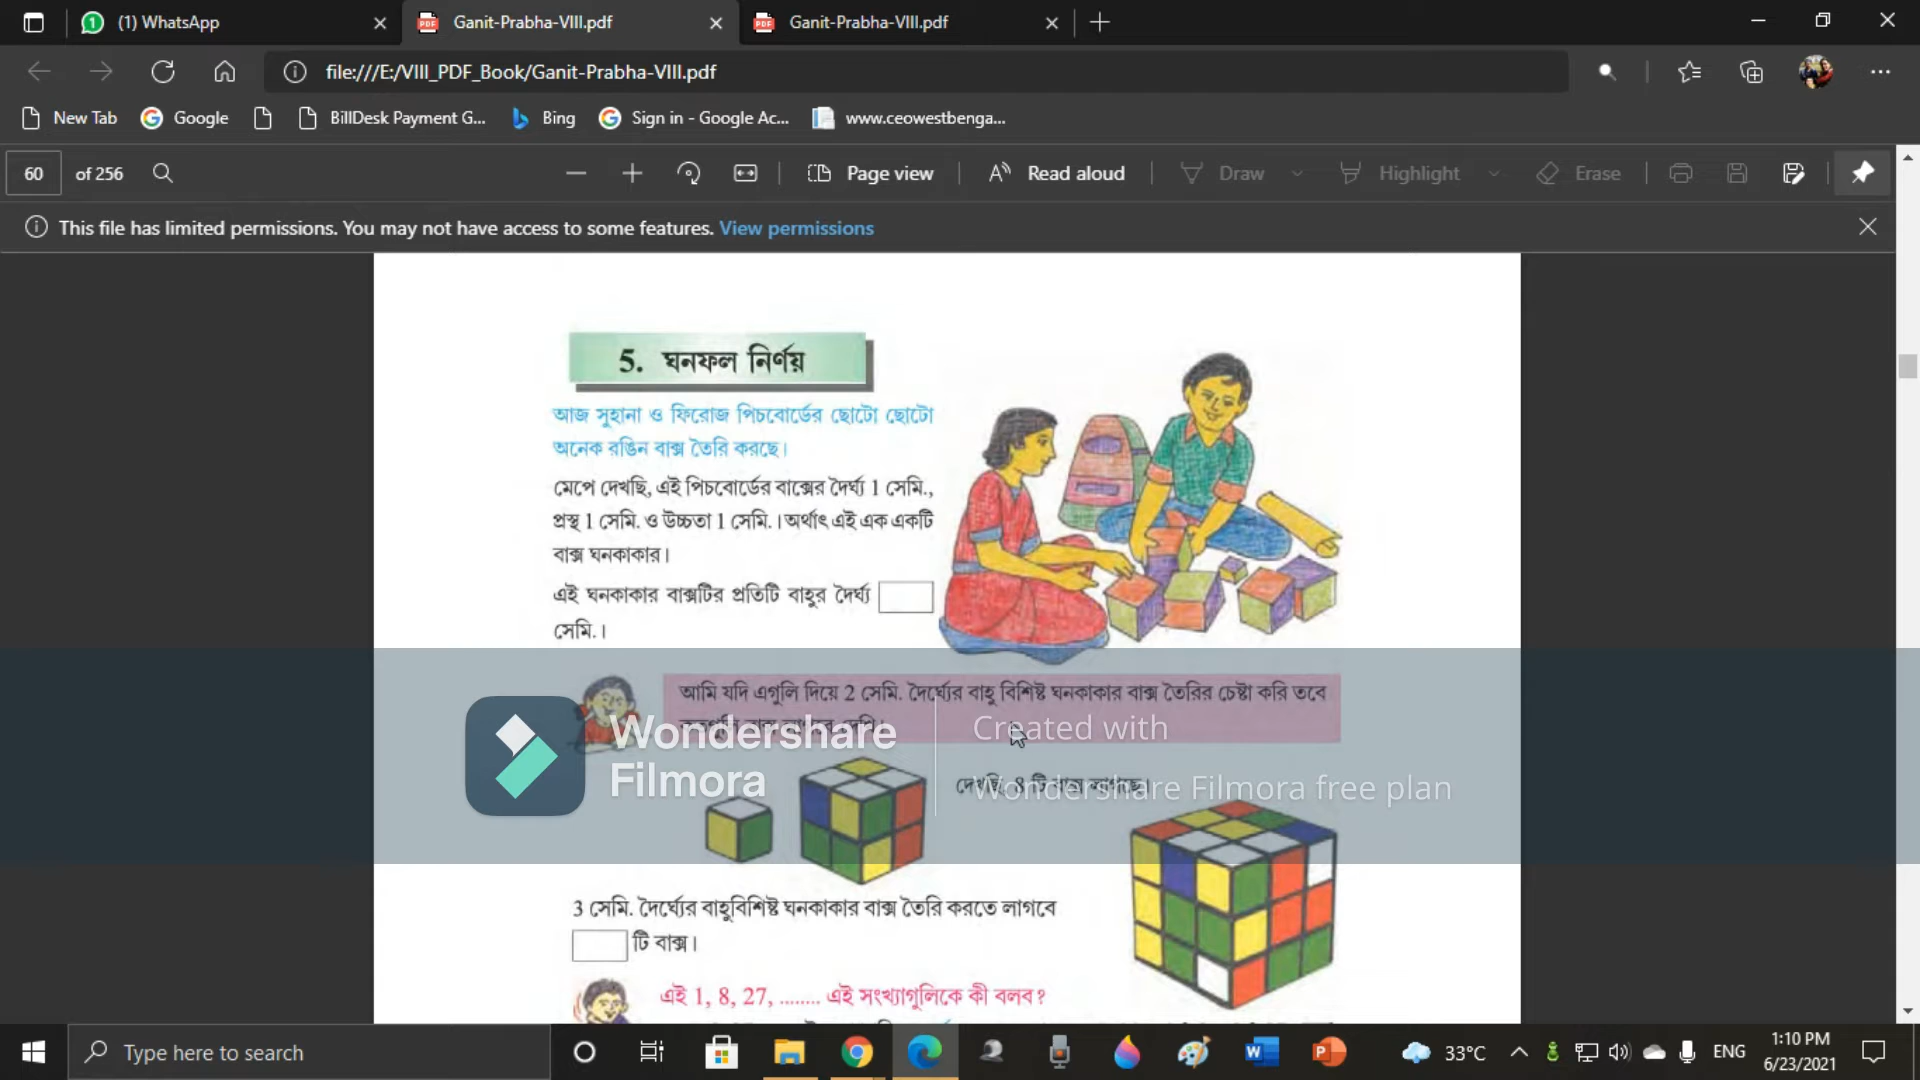 (1) WhatsApp
Ganit-Prabha-VIII.pdf
Ganit-Prabha-VIII.pdf
file:///E:/VIII_PDF_Book/Ganit-Prabha-VIII.pdf
New Tab
Google
BillDesk Payment G...
Bing
Sign in - Google Ac...
www.ceowestbenga...
60 of 256
Page view
Read aloud
Draw
Highlight
Erase
This file has limited permissions. You may not have access to some features. View permissions
5. ঘনফল নির্ণয়
আজ সুহানা ও ফিরোজ পিচবোর্ডের ছোটো ছোটো
অনেক রঙিন বাক্স তৈরি করছে।
মেপে দেখছি, এই পিচবোর্ডের বাক্সের দৈর্ঘ্য 1 সেমি.,
প্রস্থ 1 সেমি. ও উচ্চতা 1 সেমি.। অর্থাৎ এই এক একটি
বাক্স ঘনকাকার।
এই ঘনকাকার বাক্সটির প্রতিটি বাহুর দৈর্ঘ্য
সেমি.।
আমি যদি এগুলি দিয়ে 2 সেমি. দৈর্ঘ্যের বাহু বিশিষ্ট ঘনকাকার বাক্স তৈরির চেষ্টা করি তবে
Wondershare
Filmora
Created with
Wondershare Filmora free plan
দেখছি 8 টি বাক্স লাগছে।
3 সেমি. দৈর্ঘ্যের বাহুবিশিষ্ট ঘনকাকার বাক্স তৈরি করতে লাগবে
টি বাক্স।
এই 1, 8, 27, ........ এই সংখ্যাগুলিকে কী বলব?
Type here to search
33°C
ENG
1:10 PM
6/23/2021